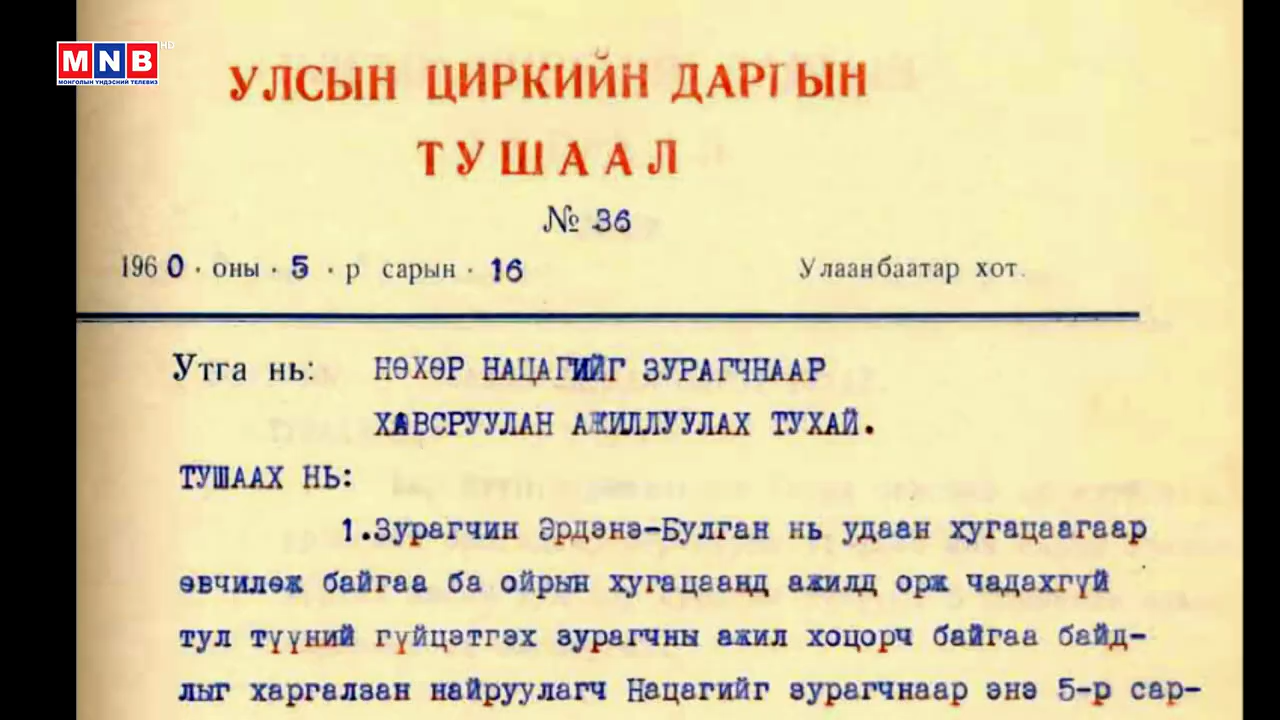 MNB HD
МОНГОЛЫН ҮНДЭСНИЙ ТЕЛЕВИЗ
УЛСЫН ЦИРКИЙН ДАРГЫН
ТУШААЛ
№ 36
1960 · оны · 5 · р сарын · 16
Улаанбаатар хот.
Утга нь: НӨХӨР НАЦАГИЙГ ЗУРАГЧНААР
ХАВСРУУЛАН АЖИЛЛУУЛАХ ТУХАЙ.
ТУШААХ НЬ:
1.Зурагчин Эрдэнэ-Булган нь удаан хугацаагаар
өвчилөж байгаа ба ойрын хугацаанд ажилд орж чадахгүй
тул түүний гүйцэтгэх зурагчны ажил хоцорч байгаа байд-
лыг харгалзан найруулагч Нацагийг зурагчнаар энэ 5-р сар-